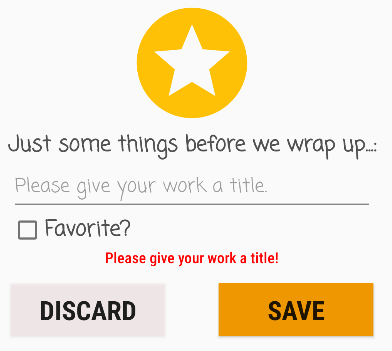 Just some things before we wrap up...:
Please give your work a title.
Favorite?
Please give your work a title!
DISCARD
SAVE